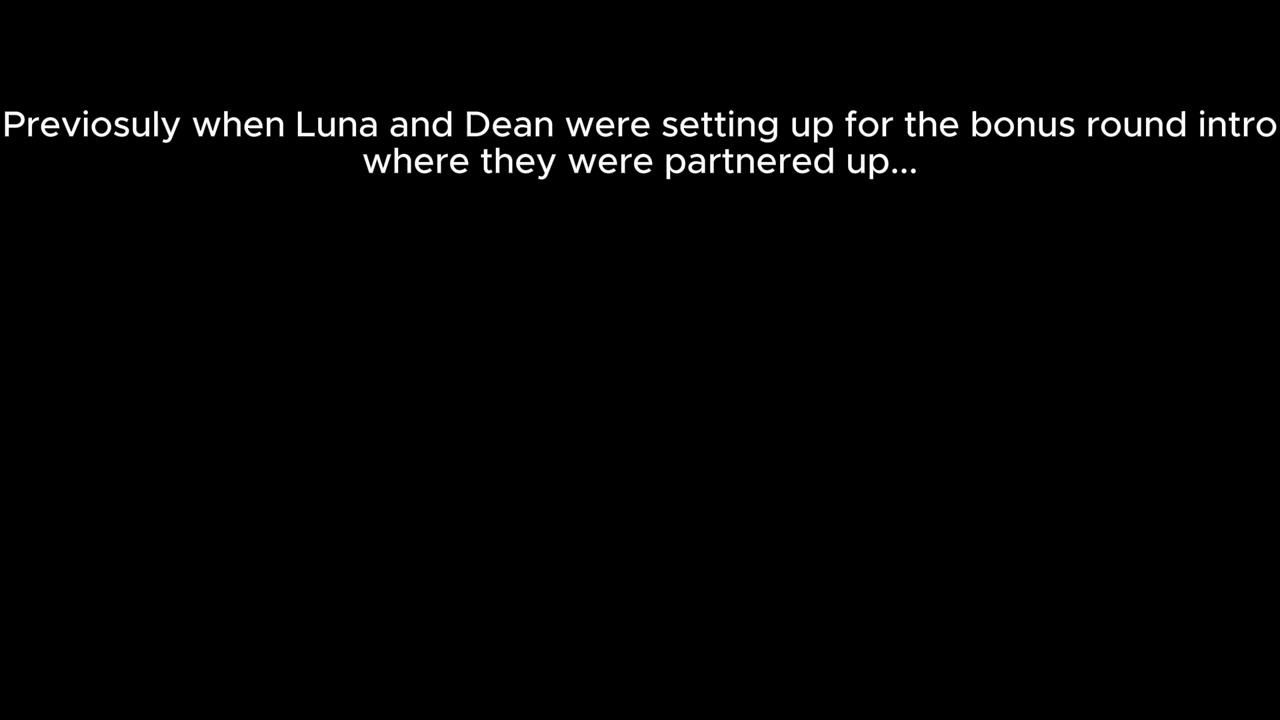 Previosuly when Luna and Dean were setting up for the bonus round intro
where they were partnered up...